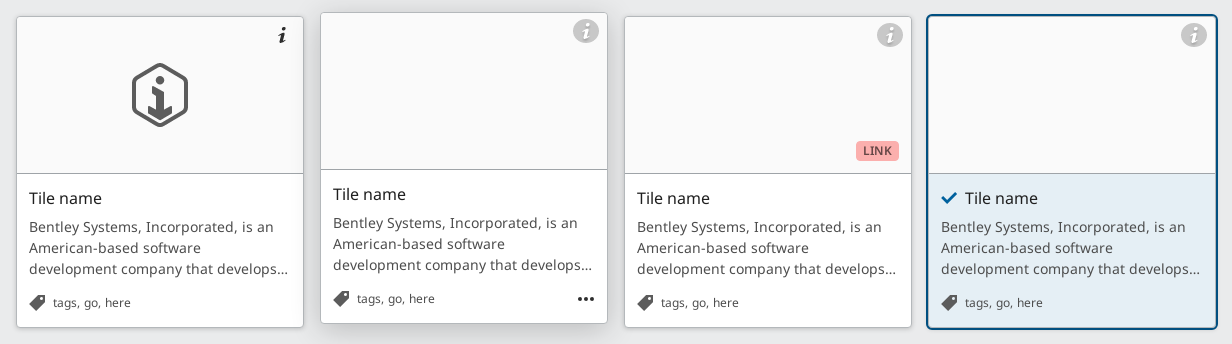 Tile name
Bentley Systems, Incorporated, is an
American-based software
development company that develops...
tags, go, here
Tile name
Bentley Systems, Incorporated, is an
American-based software
development company that develops...
tags, go, here
LINK
Tile name
Bentley Systems, Incorporated, is an
American-based software
development company that develops...
tags, go, here
Tile name
Bentley Systems, Incorporated, is an
American-based software
development company that develops...
tags, go, here